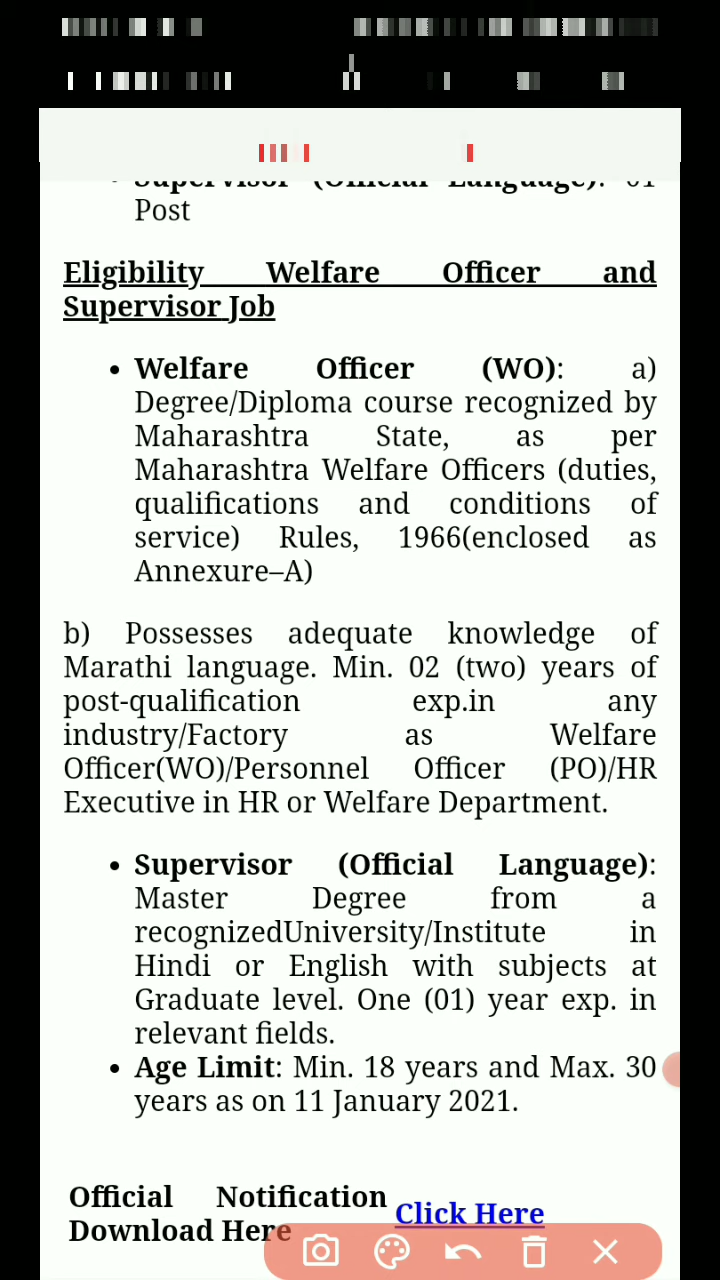 Post
Eligibility Welfare Officer and
Supervisor Job
• Welfare Officer (WO): a)
Degree/Diploma course recognized by
Maharashtra State, as per
Maharashtra Welfare Officers (duties,
qualifications and conditions of
service) Rules, 1966(enclosed as
Annexure–A)
b) Possesses adequate knowledge of
Marathi language. Min. 02 (two) years of
post-qualification exp.in any
industry/Factory as Welfare
Officer(WO)/Personnel Officer (PO)/HR
Executive in HR or Welfare Department.
• Supervisor (Official Language):
Master Degree from a
recognizedUniversity/Institute in
Hindi or English with subjects at
Graduate level. One (01) year exp. in
relevant fields.
• Age Limit: Min. 18 years and Max. 30
years as on 11 January 2021.
Official Notification
Download Here
Click Here